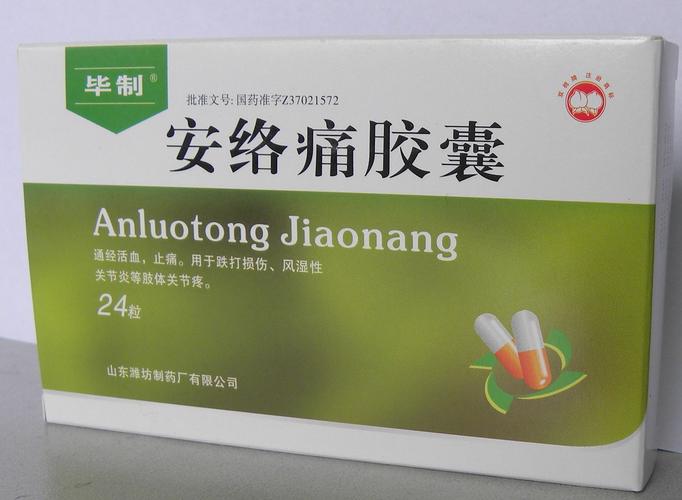 毕制®
批准文号: 国药准字Z37021572
安络痛胶囊
Anluotong Jiaonang
通经活血，止痛。用于跌打损伤、风湿性
关节炎等肢体关节疼。
24粒
山东潍坊制药厂有限公司